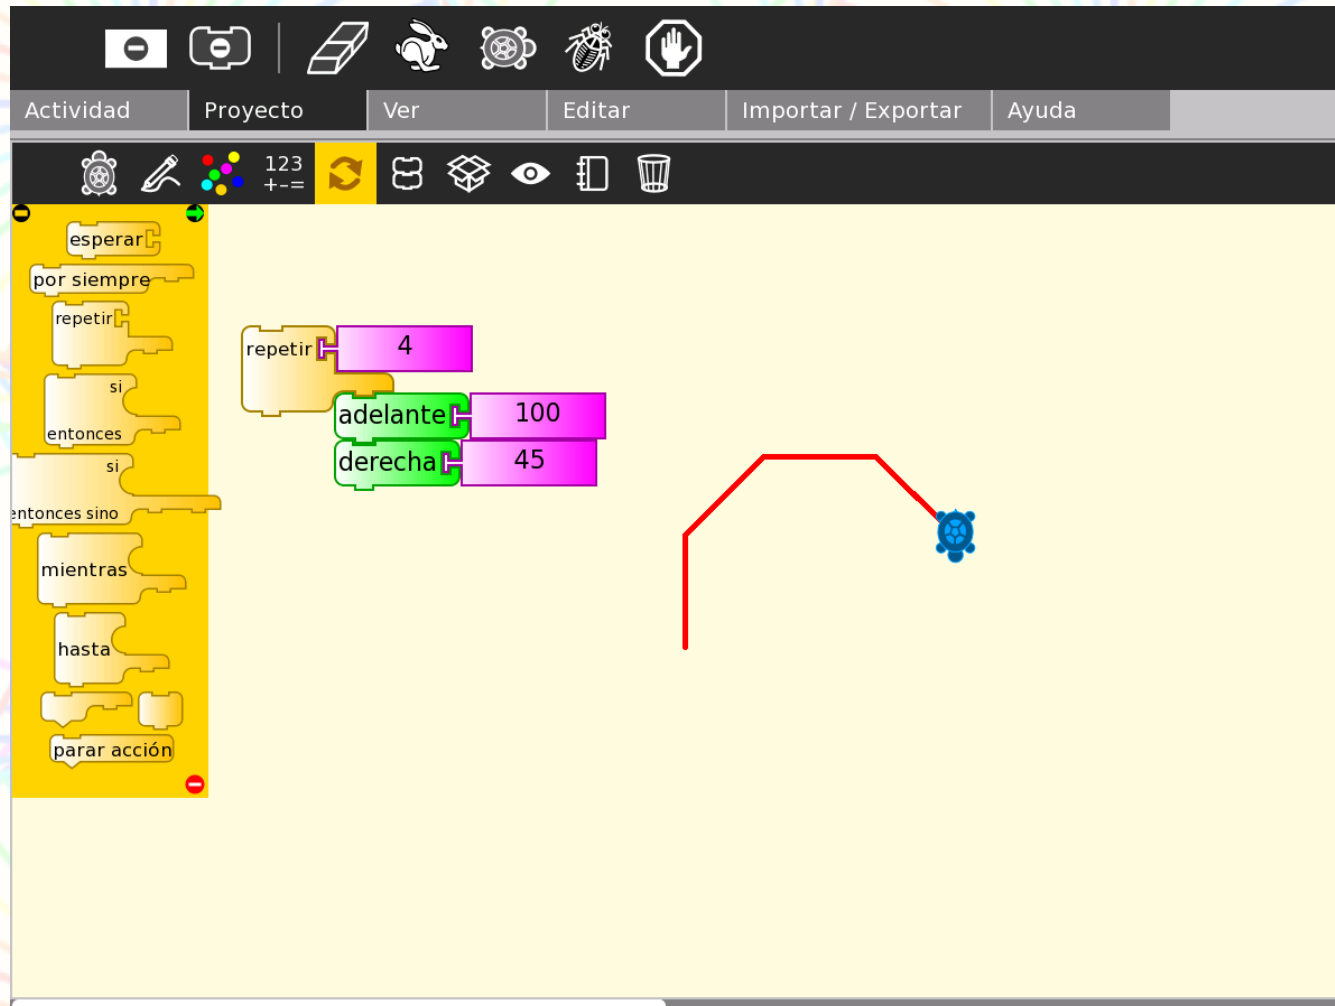 Actividad Proyecto Ver Editar Importar / Exportar Ayuda
123
+-=
esperar
por siempre
repetir
si
entonces
si
entonces sino
mientras
hasta
parar acción
repetir 4
adelante 100
derecha 45